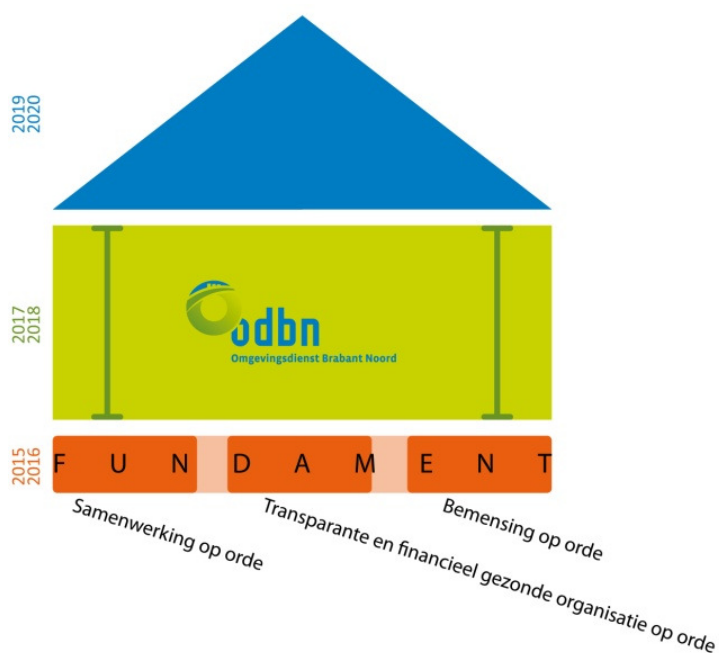 2019
2020
2017
2018
odbn
Omgevingsdienst Brabant Noord
2015
2016
F U N D A M E N T
Samenwerking op orde
Transparante en financieel gezonde organisatie op orde
Bemensing op orde